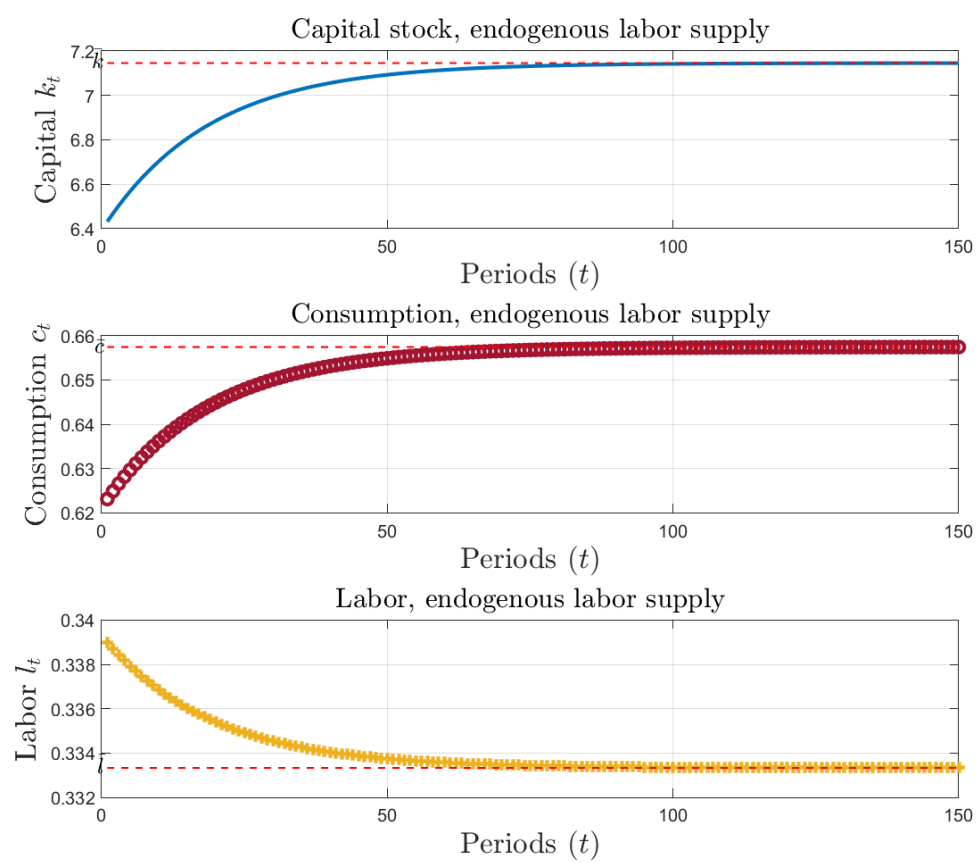 Capital stock, endogenous labor supply
7.2
k̄
7
6.8
6.6
6.4
Capital kₜ
0 50 100 150
Periods (t)
Consumption, endogenous labor supply
0.66
c̄
0.65
0.64
0.63
0.62
Consumption cₜ
0 50 100 150
Periods (t)
Labor, endogenous labor supply
0.34
0.338
0.336
0.334
l̄
0.332
Labor lₜ
0 50 100 150
Periods (t)